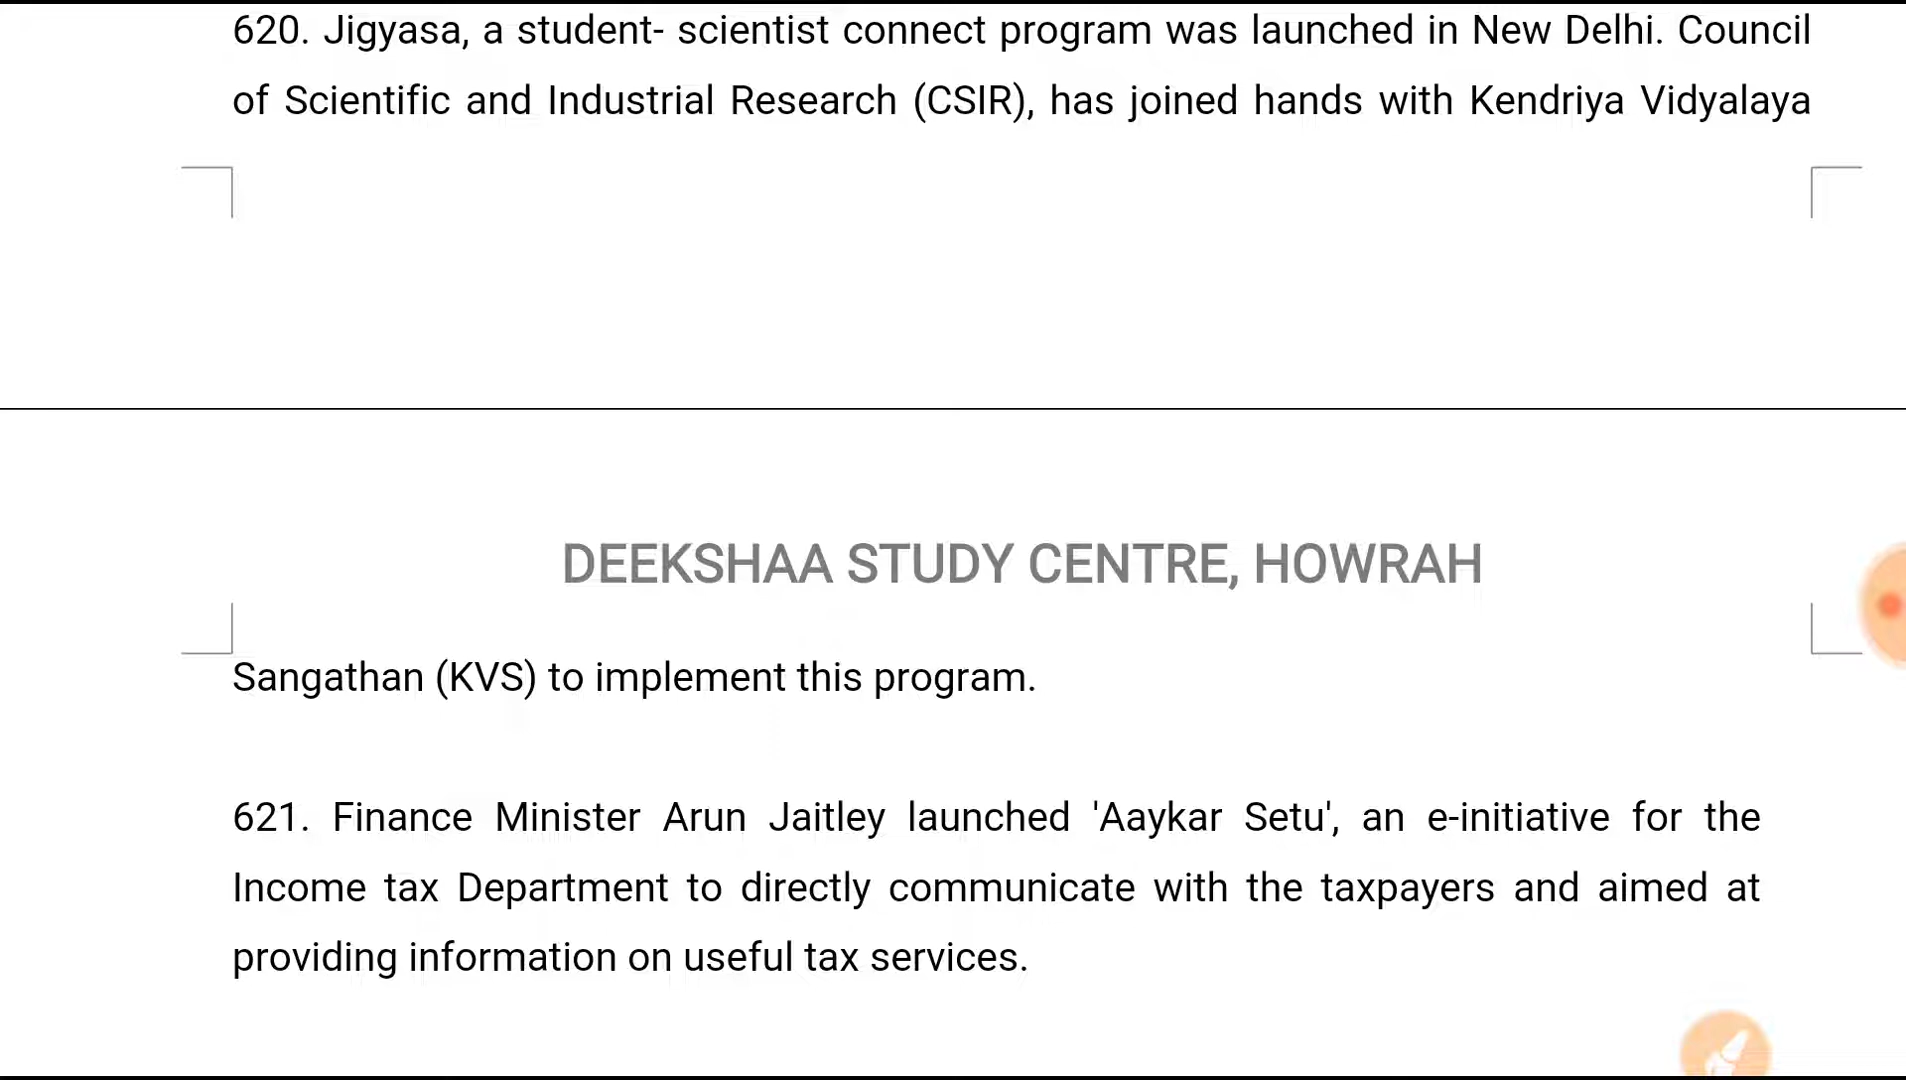 620. Jigyasa, a student- scientist connect program was launched in New Delhi. Council
of Scientific and Industrial Research (CSIR), has joined hands with Kendriya Vidyalaya
DEEKSHAA STUDY CENTRE, HOWRAH
Sangathan (KVS) to implement this program.
621. Finance Minister Arun Jaitley launched 'Aaykar Setu', an e-initiative for the
Income tax Department to directly communicate with the taxpayers and aimed at
providing information on useful tax services.